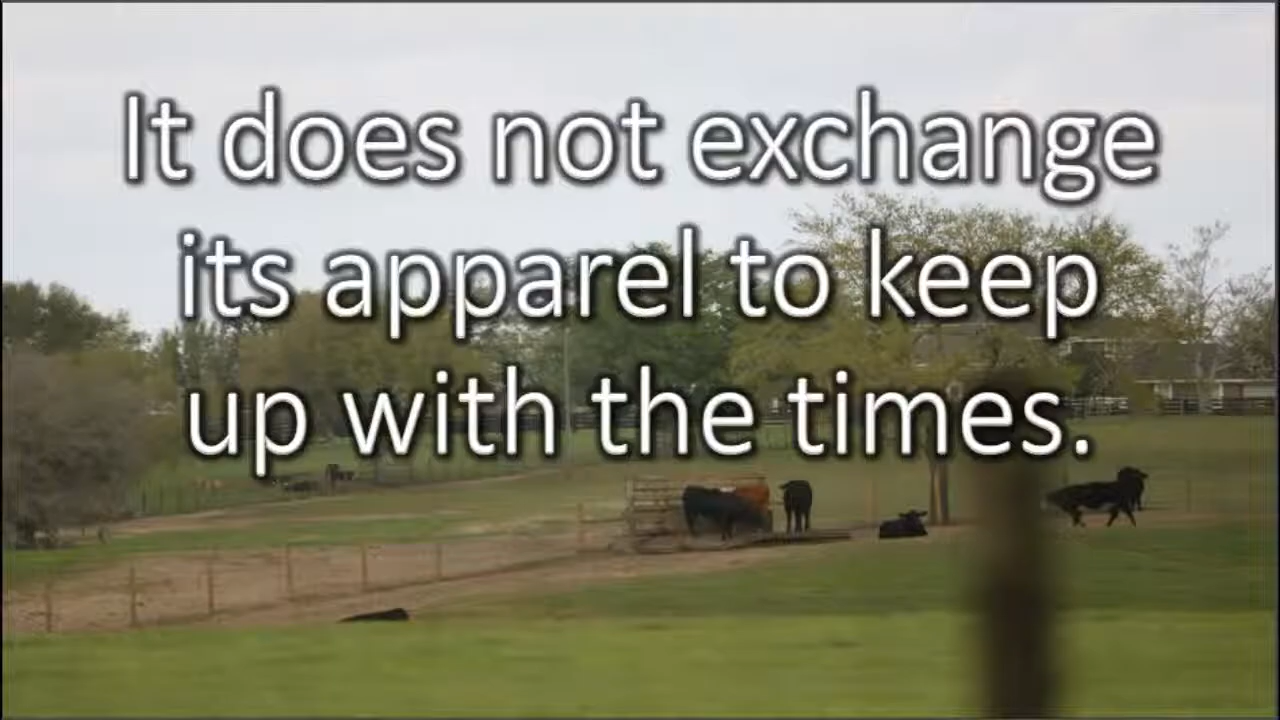 It does not exchange
its apparel to keep
up with the times.